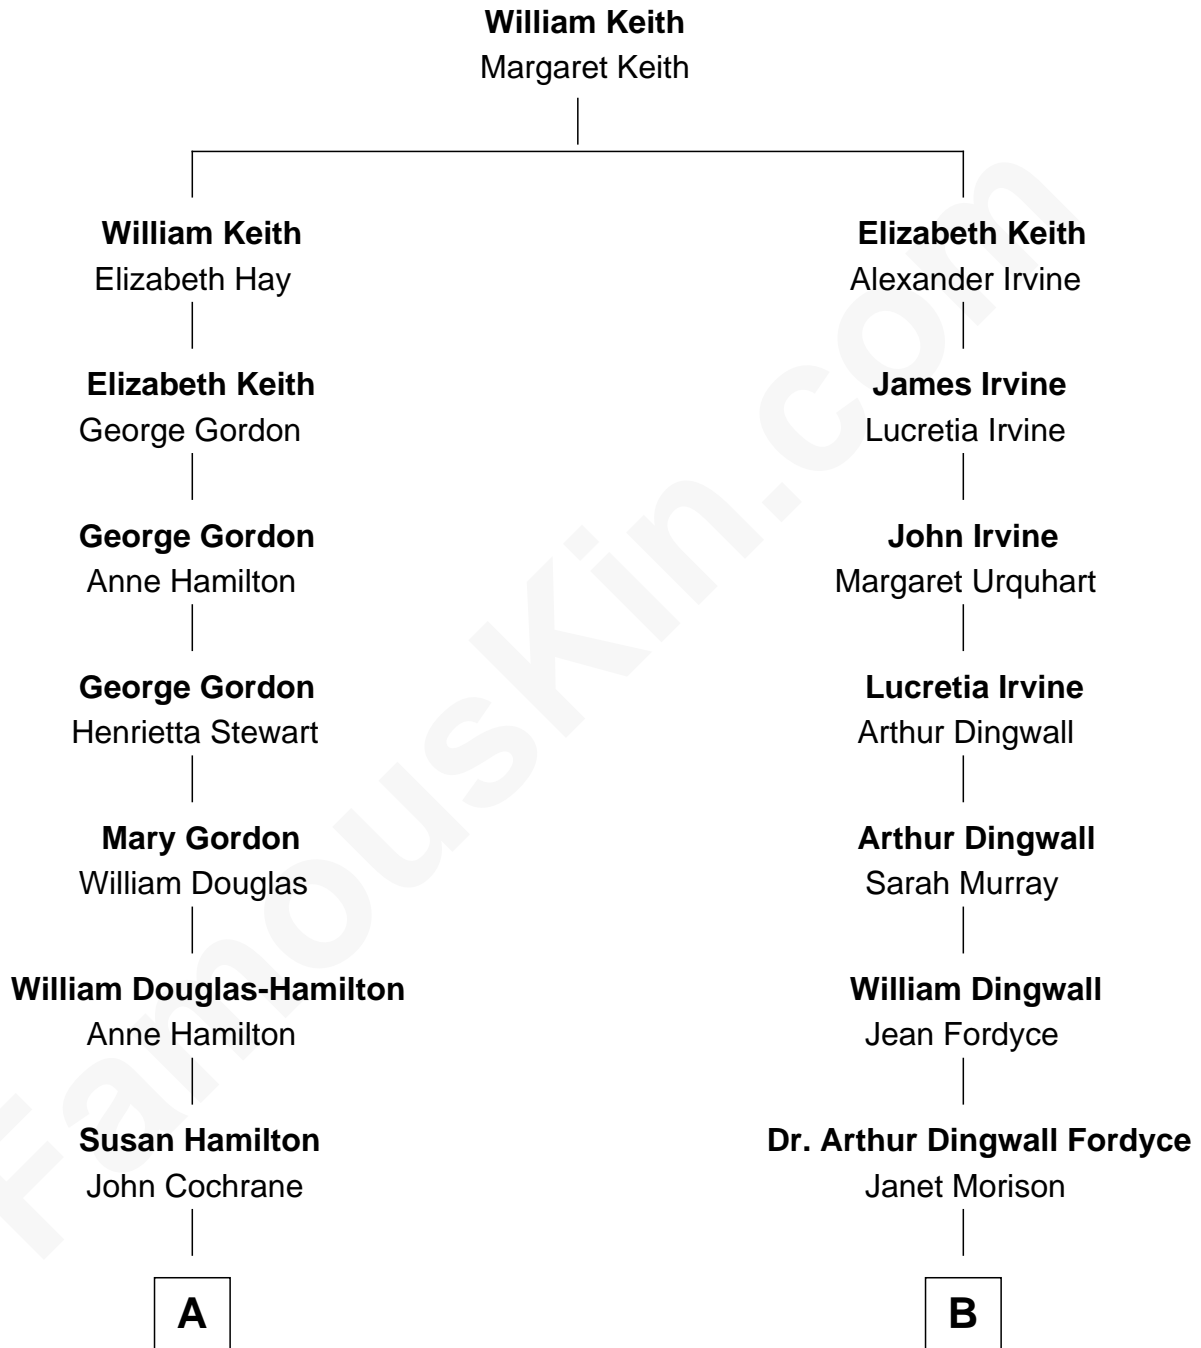 William Keith
Margaret Keith
William Keith
Elizabeth Hay
Elizabeth Keith
Alexander Irvine
Elizabeth Keith
George Gordon
James Irvine
Lucretia Irvine
George Gordon
Anne Hamilton
John Irvine
Margaret Urquhart
George Gordon
Henrietta Stewart
Lucretia Irvine
Arthur Dingwall
Mary Gordon
William Douglas
Arthur Dingwall
Sarah Murray
William Douglas-Hamilton
Anne Hamilton
William Dingwall
Jean Fordyce
Susan Hamilton
John Cochrane
Dr. Arthur Dingwall Fordyce
Janet Morison
A
B
FamousKin.com